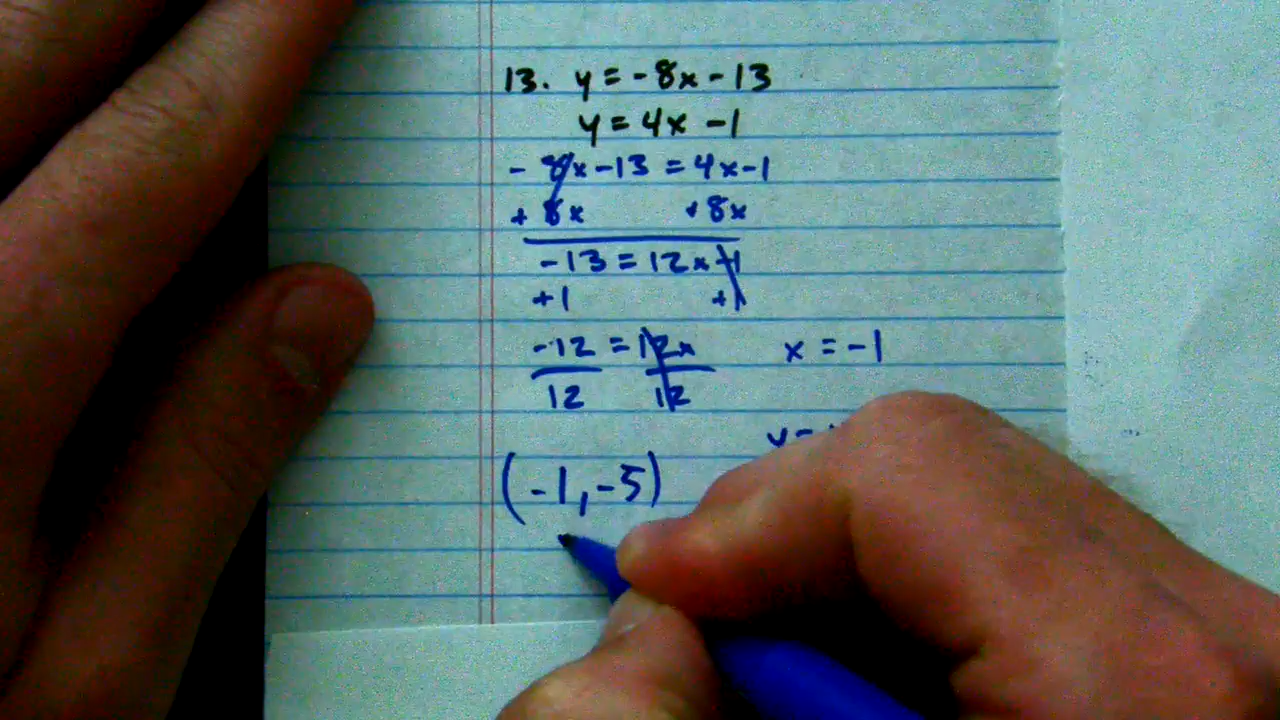 13. y = -8x - 13
y = 4x - 1
- 8x - 13 = 4x - 1
+ 8x + 8x
-13 = 12x - 1
+1 +1
-12 = 12x x = -1
12 12
y =
(-1, -5)